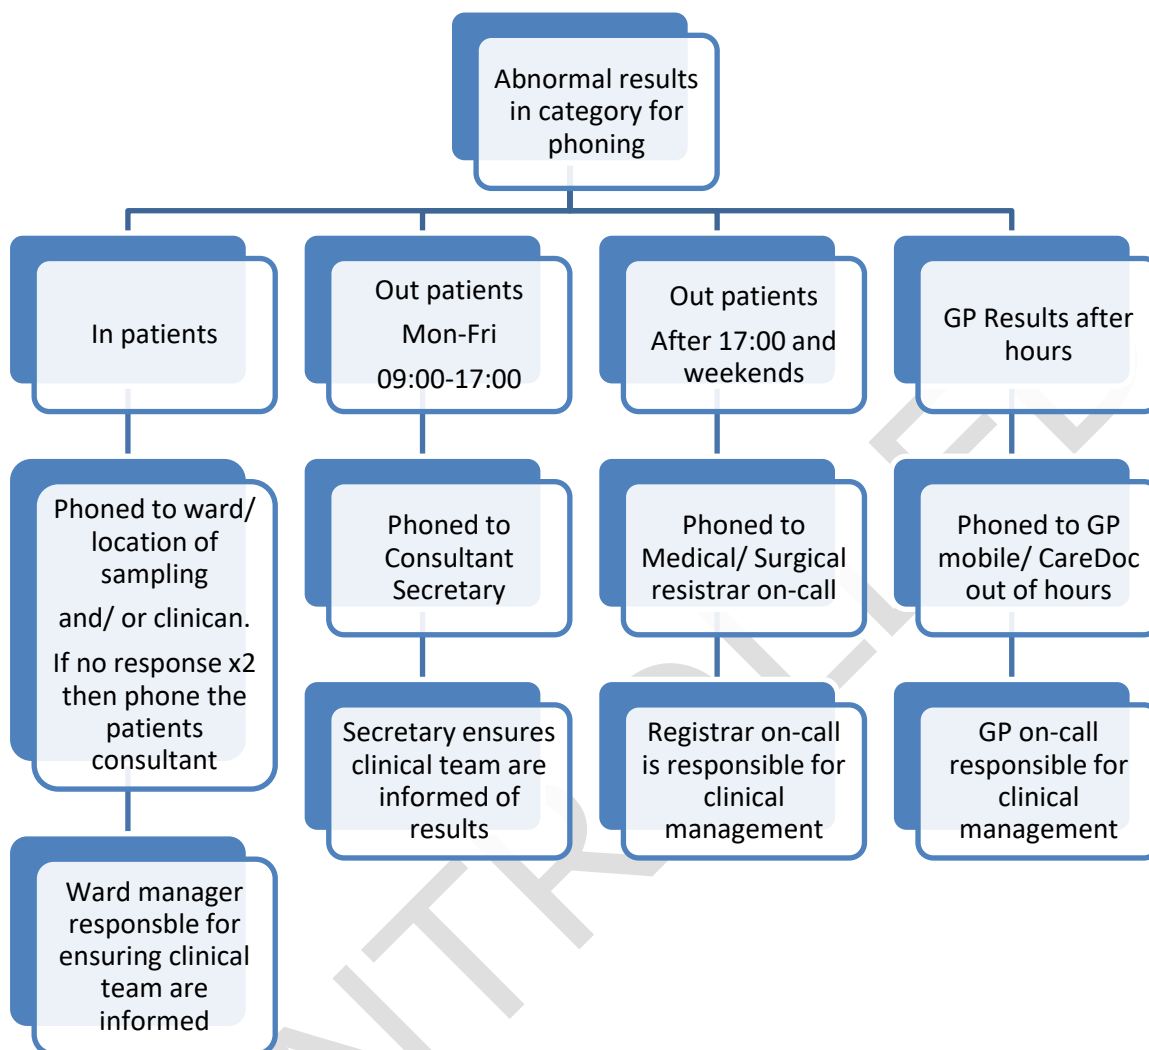 Abnormal results
in category for
phoning
In patients
Out patients
Mon-Fri
09:00-17:00
Out patients
After 17:00 and
weekends
GP Results after
hours
Phoned to ward/
location of
sampling
and/ or clinican.
If no response x2
then phone the
patients
consultant
Phoned to
Consultant
Secretary
Phoned to
Medical/ Surgical
resistrar on-call
Phoned to GP
mobile/ CareDoc
out of hours
Ward manager
responsble for
ensuring clinical
team are
informed
Secretary ensures
clinical team are
informed of
results
Registrar on-call
is responsible for
clinical
management
GP on-call
responsible for
clinical
management